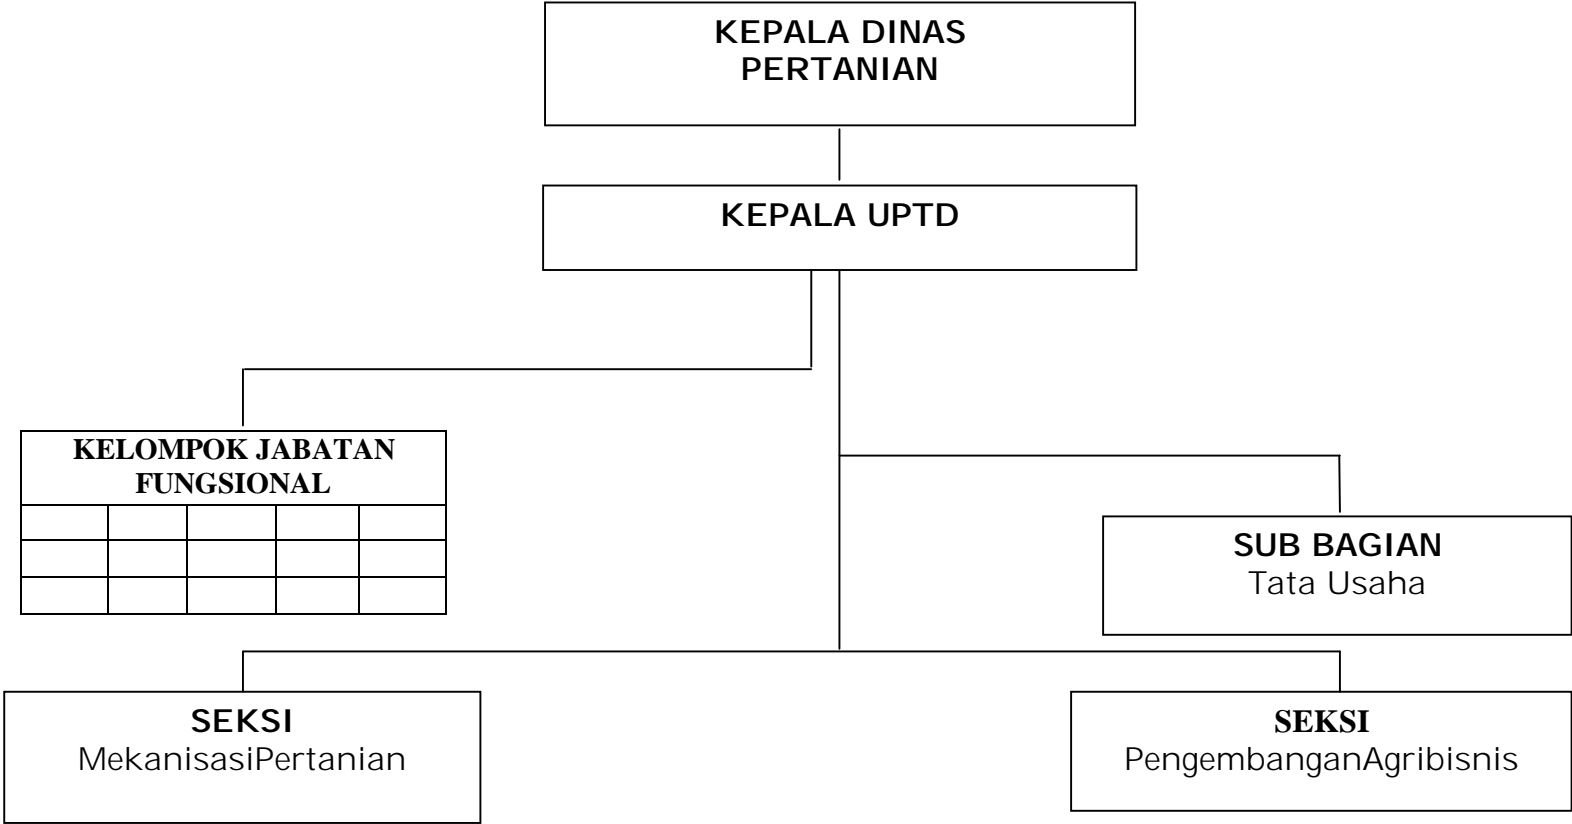 KEPALA DINAS
PERTANIAN
KEPALA UPTD
KELOMPOK JABATAN
FUNGSIONAL
SUB BAGIAN
Tata Usaha
SEKSI
MekanisasiPertanian
SEKSI
PengembanganAgribisnis